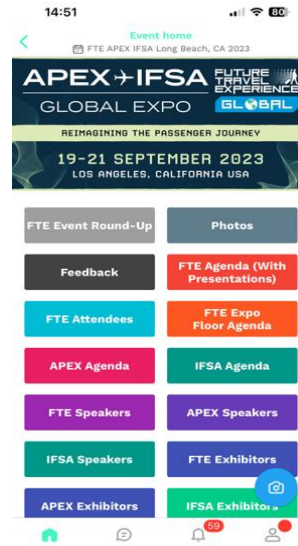 14:51
80
Event home
FTE APEX IFSA Long Beach, CA 2023
APEX IFSA
FUTURE
TRAVEL
EXPERIENCE
GLOBAL EXPO
GLOBAL
REIMAGINING THE PASSENGER JOURNEY
19-21 SEPTEMBER 2023
LOS ANGELES, CALIFORNIA USA
FTE Event Round-Up
Photos
Feedback
FTE Agenda (With
Presentations)
FTE Attendees
FTE Expo
Floor Agenda
APEX Agenda
IFSA Agenda
FTE Speakers
APEX Speakers
IFSA Speakers
FTE Exhibitors
APEX Exhibitors
IFSA Exhibitors
59